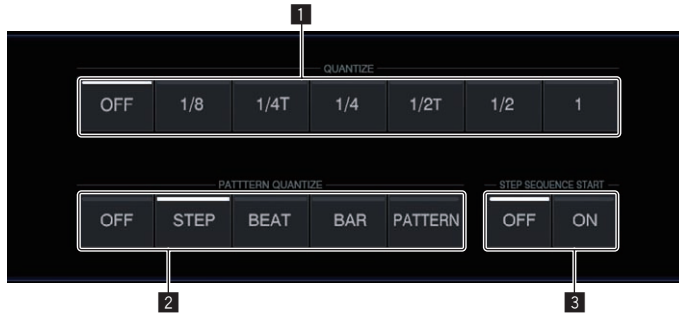 1
QUANTIZE
OFF 1/8 1/4T 1/4 1/2T 1/2 1
PATTTERN QUANTIZE STEP SEQUENCE START
OFF STEP BEAT BAR PATTERN OFF ON
2 3